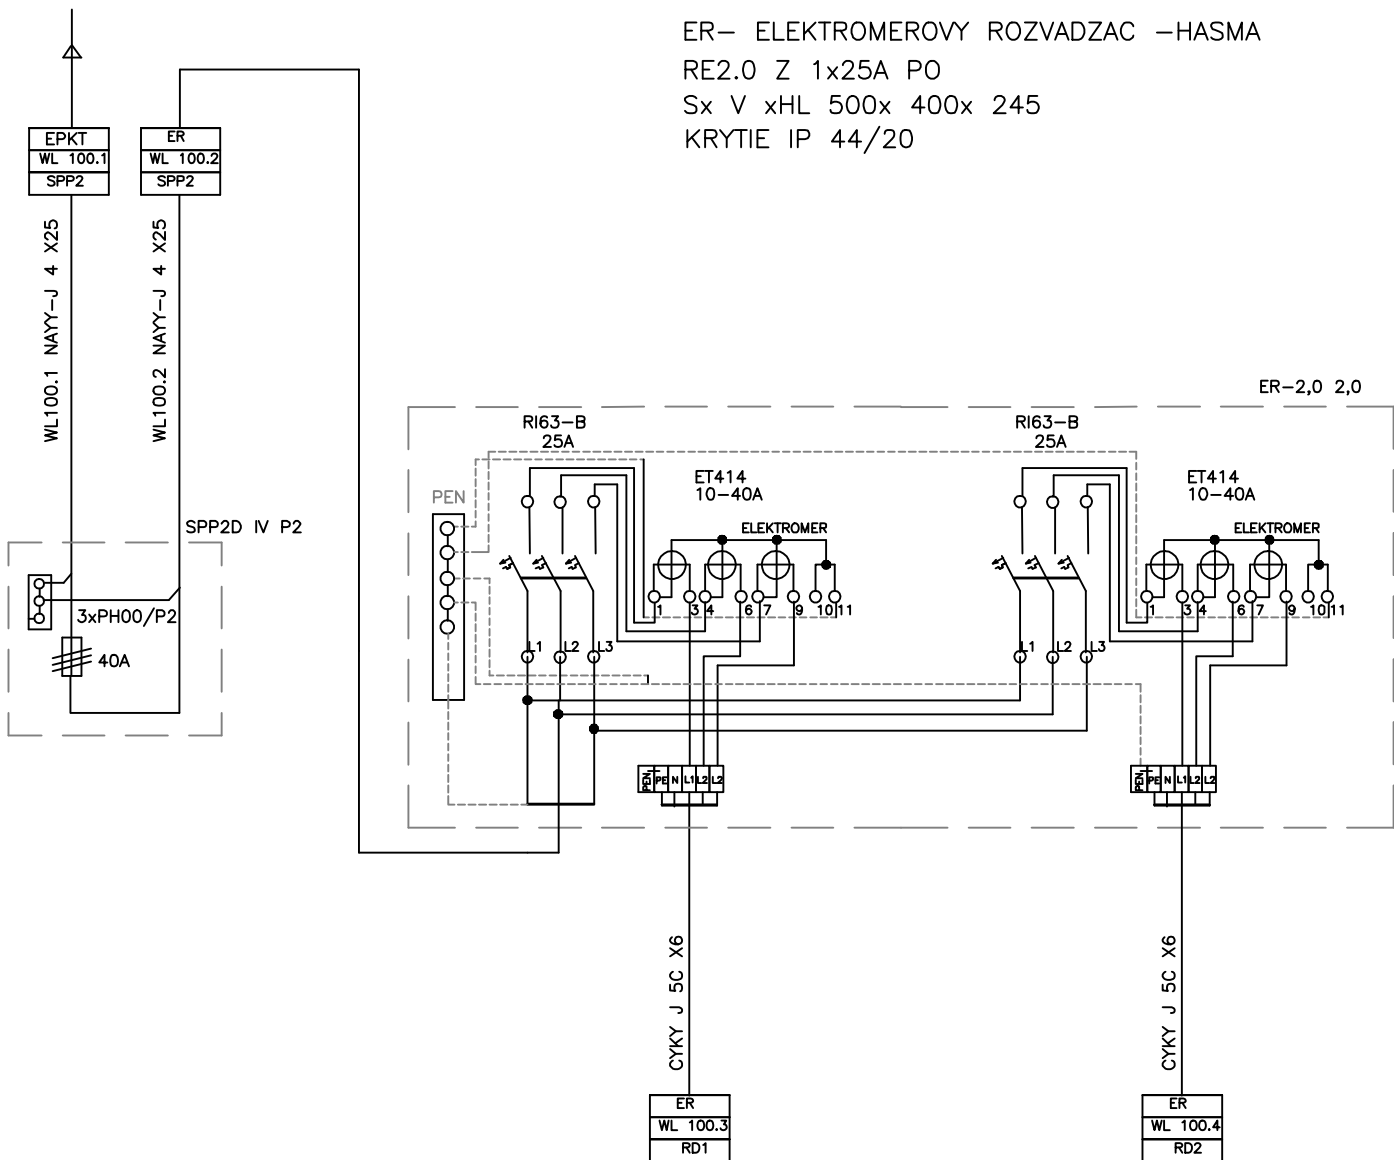 ER- ELEKTROMEROVY ROZVADZAC -HASMA
RE2.0 Z 1x25A PO
Sx V xHL 500x 400x 245
KRYTIE IP 44/20
EPKT
WL 100.1
SPP2
ER
WL 100.2
SPP2
WL100.1 NAYY-J 4 X25
WL100.2 NAYY-J 4 X25
SPP2D IV P2
3xPH00/P2
40A
ER-2,0 2,0
RI63-B
25A
PEN
ET414
10-40A
ELEKTROMER
1 3 4 6 7 9 10 11
L1 L2 L3
PEN PE N L1 L2 L2
RI63-B
25A
ET414
10-40A
ELEKTROMER
1 3 4 6 7 9 10 11
L1 L2 L3
PEN PE N L1 L2 L2
CYKY J 5C X6
CYKY J 5C X6
ER
WL 100.3
RD1
ER
WL 100.4
RD2